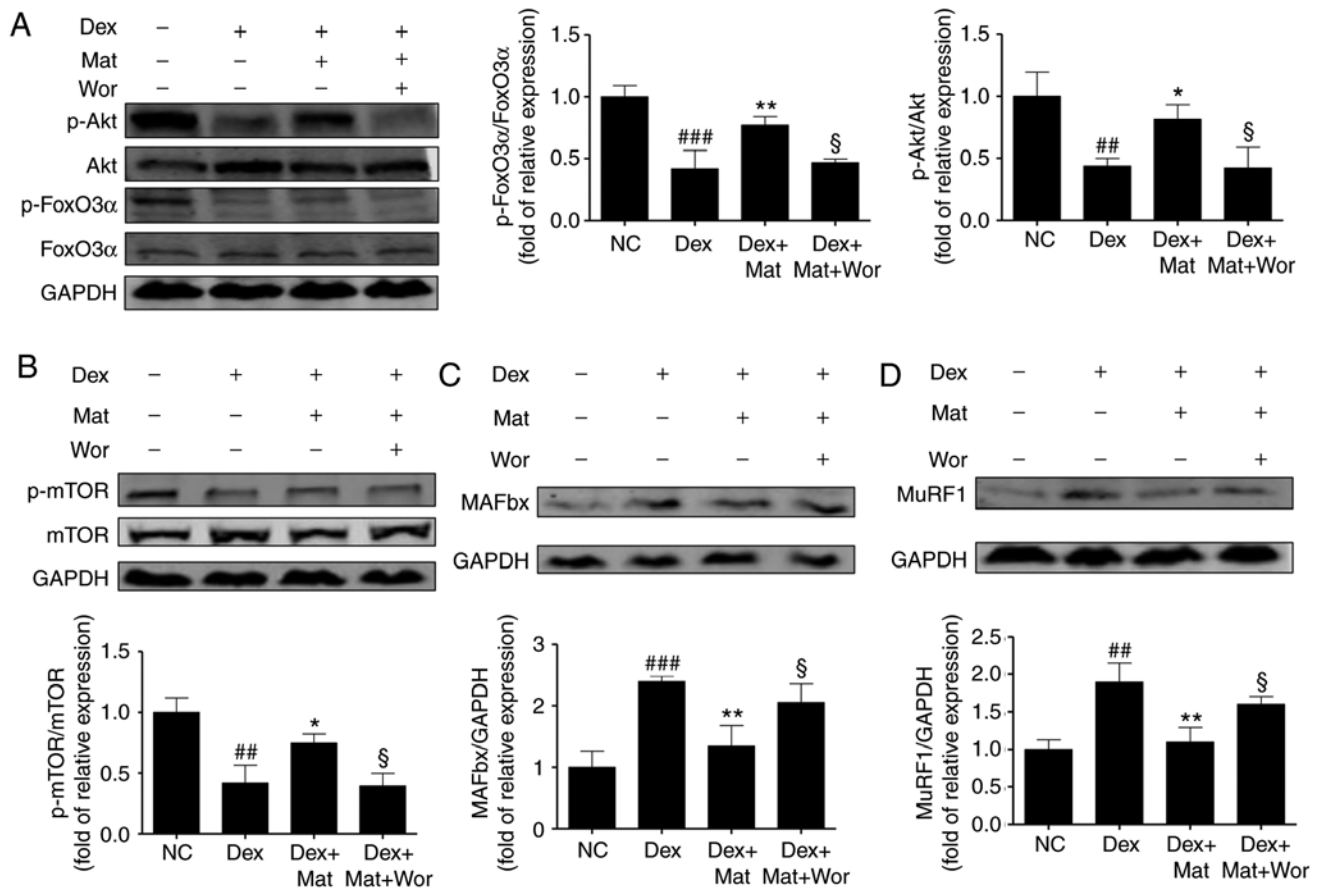 A
Dex − + + +
Mat − − + +
Wor − − − +
p-Akt
Akt
p-FoxO3α
FoxO3α
GAPDH
p-FoxO3α/FoxO3α
(fold of relative expression)
1.5
1.0
0.5
0.0
###
**
§
NC
Dex
Dex+
Mat
Dex+
Mat+Wor
p-Akt/Akt
(fold of relative expression)
1.5
1.0
0.5
0.0
##
*
§
NC
Dex
Dex+
Mat
Dex+
Mat+Wor
B
Dex − + + +
Mat − − + +
Wor − − − +
p-mTOR
mTOR
GAPDH
p-mTOR/mTOR
(fold of relative expression)
1.5
1.0
0.5
0.0
##
*
§
NC
Dex
Dex+
Mat
Dex+
Mat+Wor
C
Dex − + + +
Mat − − + +
Wor − − − +
MAFbx
GAPDH
MAFbx/GAPDH
(fold of relative expression)
3
2
1
0
###
**
§
NC
Dex
Dex+
Mat
Dex+
Mat+Wor
D
Dex − + + +
Mat − − + +
Wor − − − +
MuRF1
GAPDH
MuRF1/GAPDH
(fold of relative expression)
2.5
2.0
1.5
1.0
0.5
0.0
##
**
§
NC
Dex
Dex+
Mat
Dex+
Mat+Wor